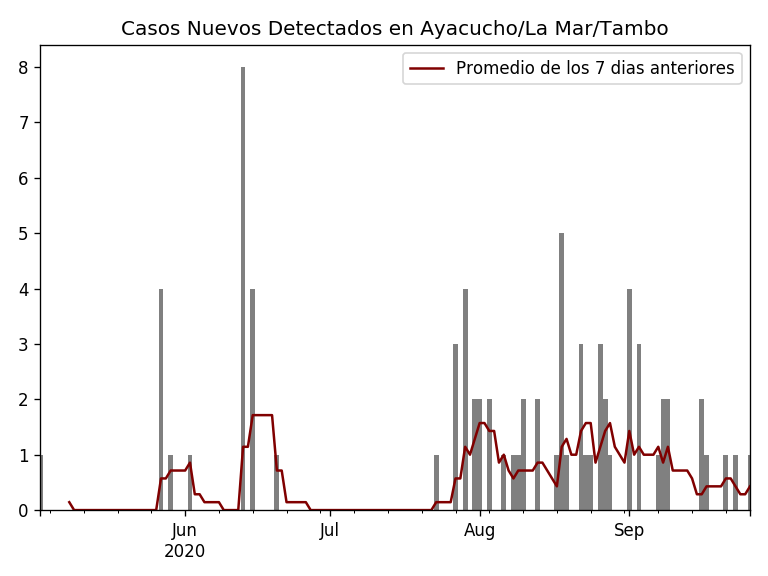 Casos Nuevos Detectados en Ayacucho/La Mar/Tambo
Promedio de los 7 dias anteriores
8
7
6
5
4
3
2
1
0
Jun
2020
Jul
Aug
Sep